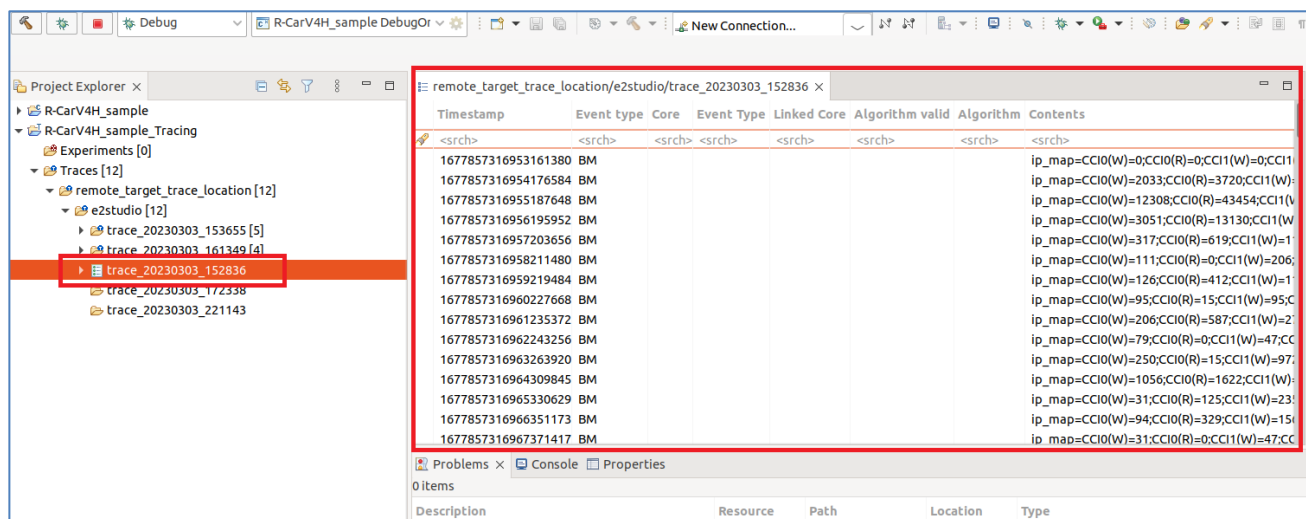 Debug R-CarV4H_sample DebugOr New Connection...
Project Explorer
R-CarV4H_sample
R-CarV4H_sample_Tracing
Experiments [0]
Traces [12]
remote_target_trace_location [12]
e2studio [12]
trace_20230303_153655 [5]
trace_20230303_161349 [4]
trace_20230303_152836
trace_20230303_172338
trace_20230303_221143
remote_target_trace_location/e2studio/trace_20230303_152836
Timestamp Event type Core Event Type Linked Core Algorithm valid Algorithm Contents
<srch> <srch> <srch> <srch> <srch> <srch> <srch> <srch>
1677857316953161380 BM ip_map=CCI0(W)=0;CCI0(R)=0;CCI1(W)=0;CCI1(
1677857316954176584 BM ip_map=CCI0(W)=2033;CCI0(R)=3720;CCI1(W)=
1677857316955187648 BM ip_map=CCI0(W)=12308;CCI0(R)=43454;CCI1(W
1677857316956195952 BM ip_map=CCI0(W)=3051;CCI0(R)=13130;CCI1(W
1677857316957203656 BM ip_map=CCI0(W)=317;CCI0(R)=619;CCI1(W)=1
1677857316958211480 BM ip_map=CCI0(W)=111;CCI0(R)=0;CCI1(W)=206;
1677857316959219484 BM ip_map=CCI0(W)=126;CCI0(R)=412;CCI1(W)=1
1677857316960227668 BM ip_map=CCI0(W)=95;CCI0(R)=15;CCI1(W)=95;C
1677857316961235372 BM ip_map=CCI0(W)=206;CCI0(R)=587;CCI1(W)=2
1677857316962243256 BM ip_map=CCI0(W)=79;CCI0(R)=0;CCI1(W)=47;CC
1677857316963263920 BM ip_map=CCI0(W)=250;CCI0(R)=15;CCI1(W)=97
1677857316964309845 BM ip_map=CCI0(W)=1056;CCI0(R)=1622;CCI1(W)=
1677857316965330629 BM ip_map=CCI0(W)=31;CCI0(R)=125;CCI1(W)=23
1677857316966351173 BM ip_map=CCI0(W)=94;CCI0(R)=329;CCI1(W)=15
1677857316967371417 BM ip_map=CCI0(W)=31;CCI0(R)=0;CCI1(W)=47;CC
Problems Console Properties
0 items
Description Resource Path Location Type